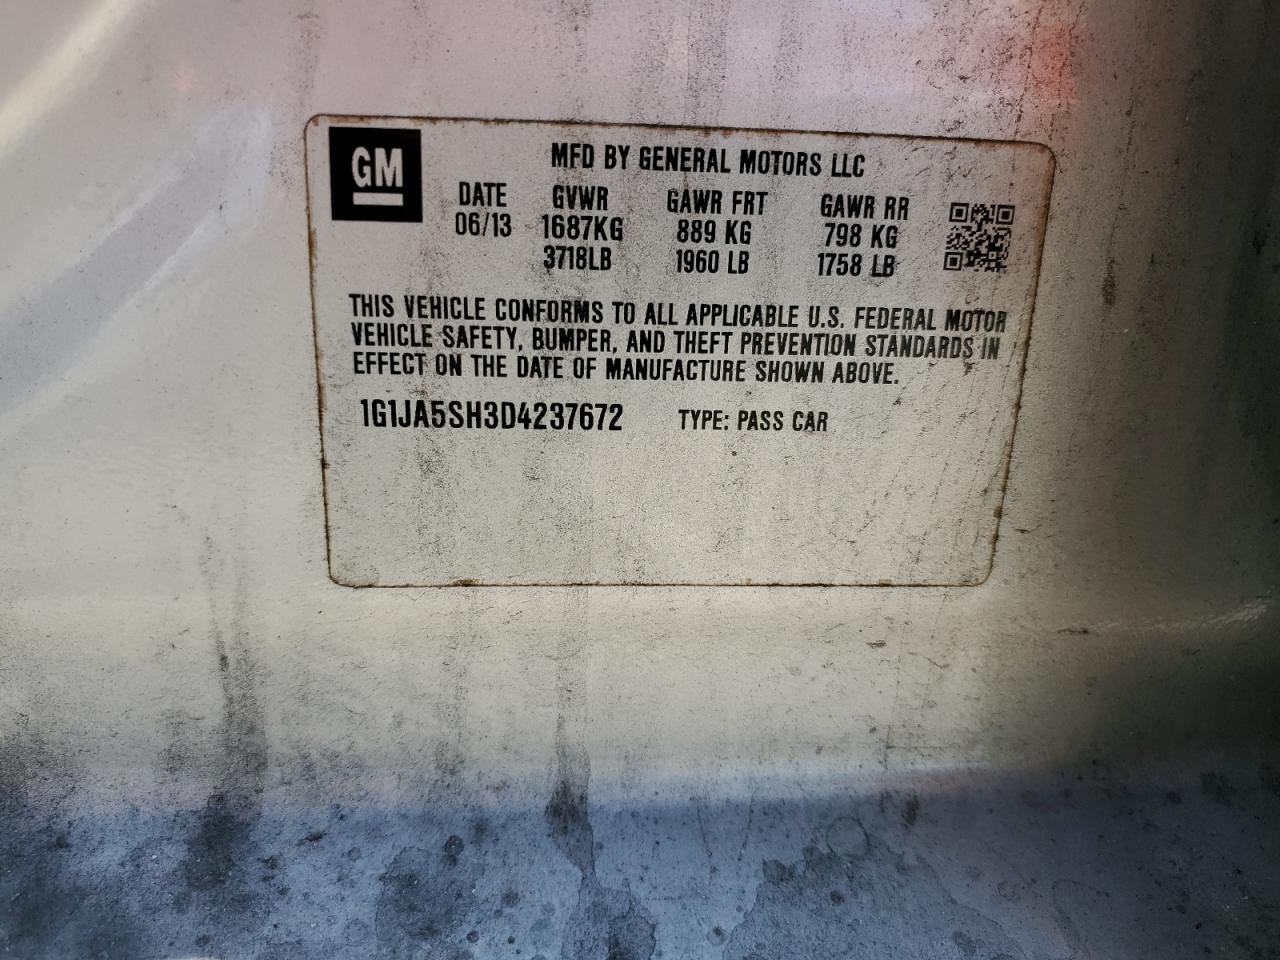 GM
MFD BY GENERAL MOTORS LLC
DATE GVWR GAWR FRT GAWR RR
06/13 1687KG 889 KG 798 KG
3718LB 1960 LB 1758 LB
THIS VEHICLE CONFORMS TO ALL APPLICABLE U.S. FEDERAL MOTOR
VEHICLE SAFETY, BUMPER, AND THEFT PREVENTION STANDARDS IN
EFFECT ON THE DATE OF MANUFACTURE SHOWN ABOVE.
1G1JA5SH3D4237672 TYPE: PASS CAR